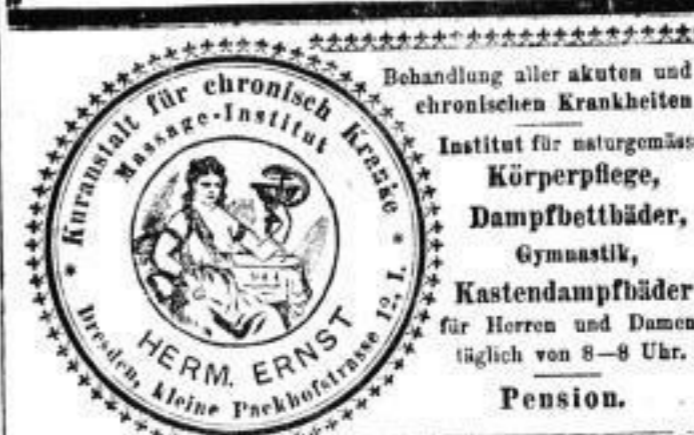 * Kuranstalt für chronisch Kranke *
Massage-Institut
HERM. ERNST
Dresden, kleine Packhofstrasse 12, I.
Behandlung aller akuten und
chronischen Krankheiten
Institut für naturgemäss
Körperpflege,
Dampfbettbäder,
Gymnastik,
Kastendampfbäder
für Herren und Damen
täglich von 8—8 Uhr.
Pension.